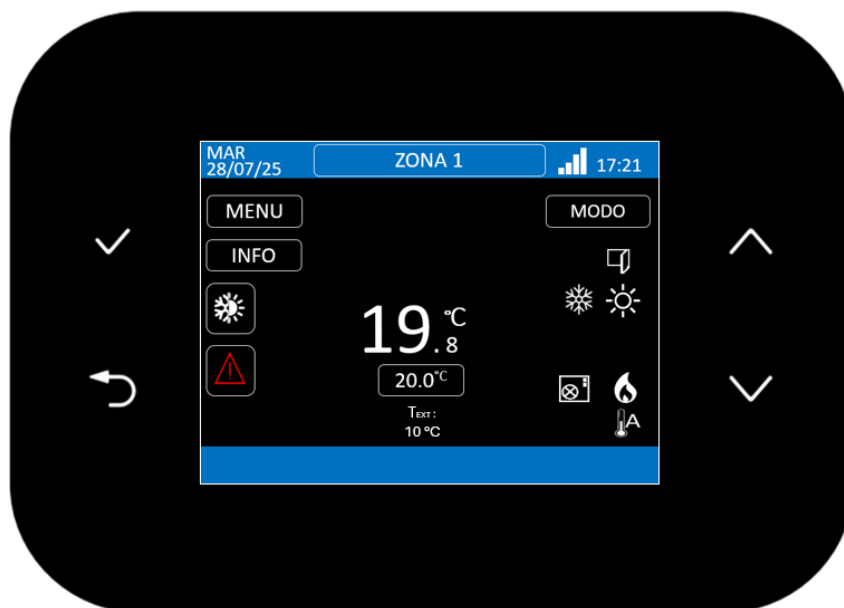 MAR
28/07/25
ZONA 1
17:21
MENU
MODO
INFO
19.8 °C
20.0°C
TEXT:
10 °C
A